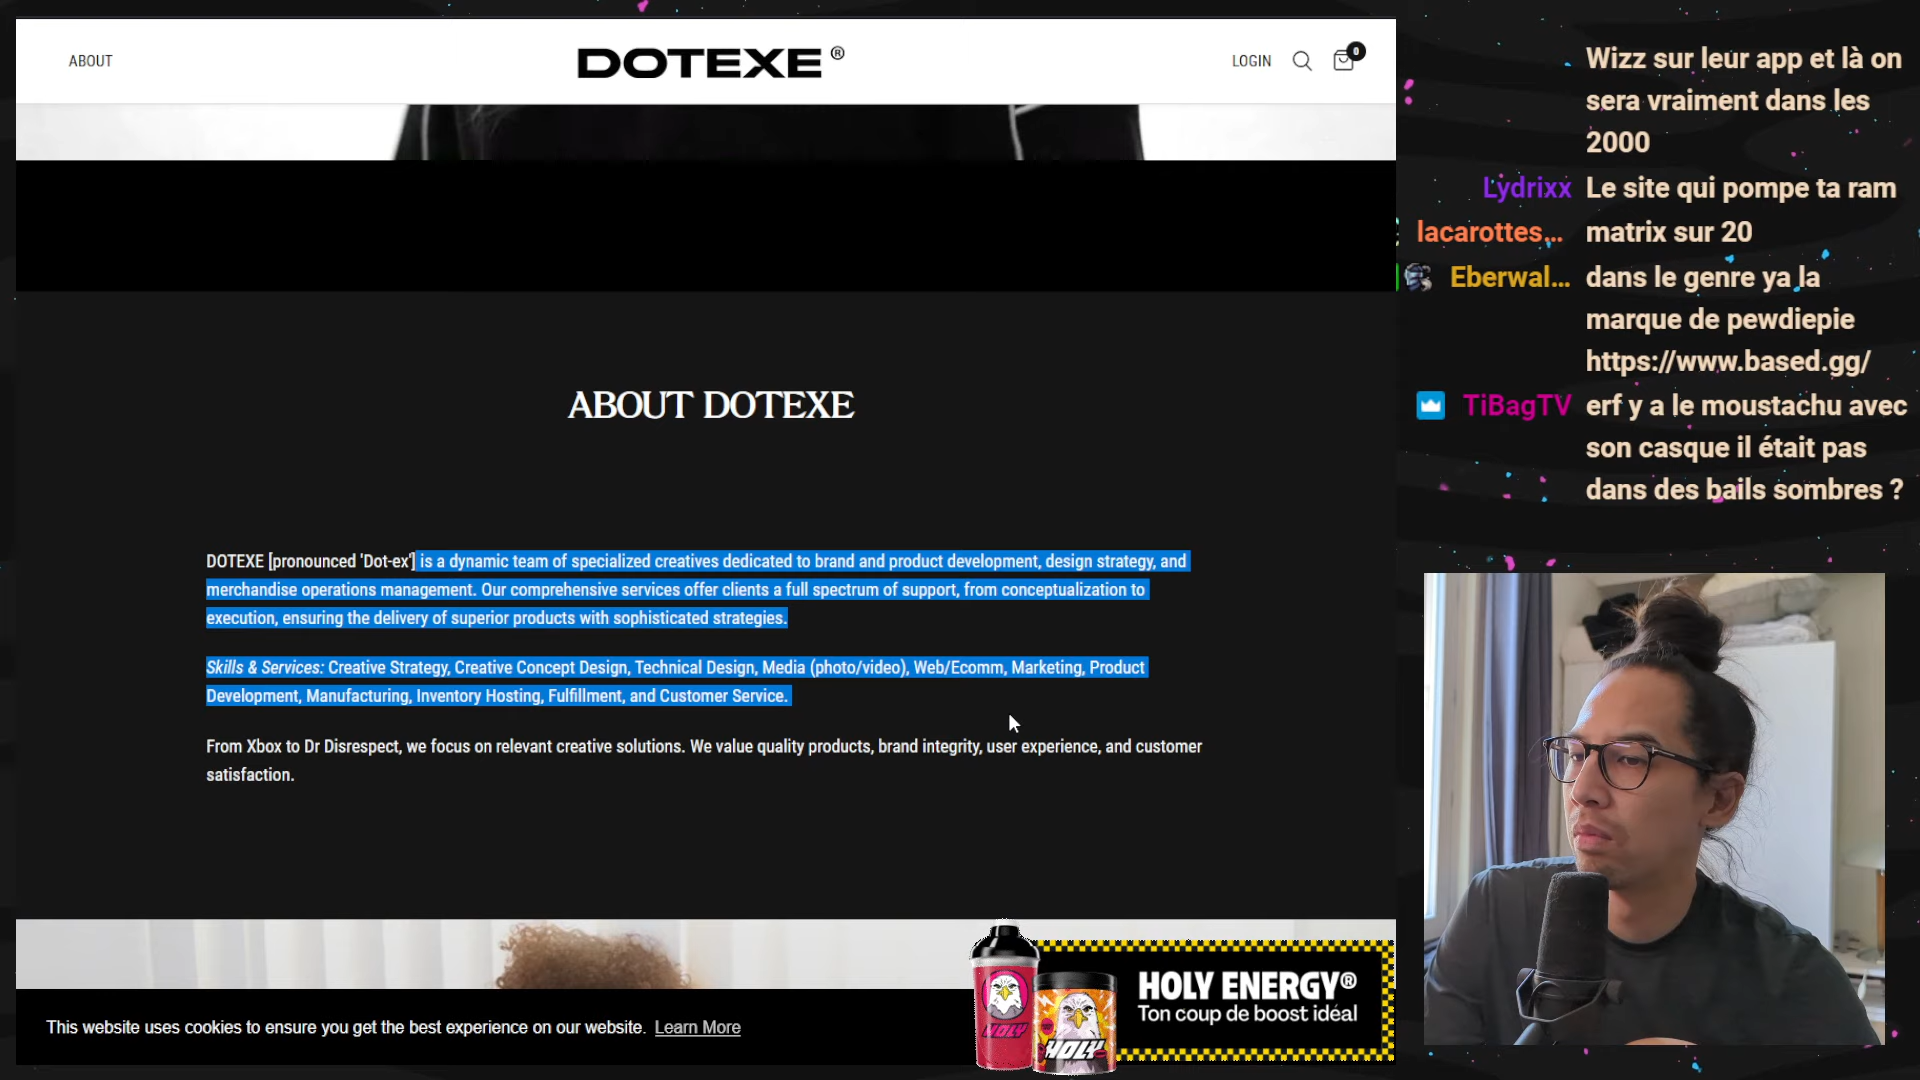 ABOUT
DOTEXE®
LOGIN
0
ABOUT DOTEXE
DOTEXE [pronounced 'Dot-ex'] is a dynamic team of specialized creatives dedicated to brand and product development, design strategy, and
merchandise operations management. Our comprehensive services offer clients a full spectrum of support, from conceptualization to
execution, ensuring the delivery of superior products with sophisticated strategies.
Skills & Services: Creative Strategy, Creative Concept Design, Technical Design, Media (photo/video), Web/Ecomm, Marketing, Product
Development, Manufacturing, Inventory Hosting, Fulfillment, and Customer Service.
From Xbox to Dr Disrespect, we focus on relevant creative solutions. We value quality products, brand integrity, user experience, and customer
satisfaction.
This website uses cookies to ensure you get the best experience on our website. Learn More
HOLY
HOLY
HOLY ENERGY®
Ton coup de boost idéal
Wizz sur leur app et là on
sera vraiment dans les
2000
Lydrixx Le site qui pompe ta ram
lacarottes... matrix sur 20
Eberwal... dans le genre ya la
marque de pewdiepie
https://www.based.gg/
TiBagTV erf y a le moustachu avec
son casque il était pas
dans des bails sombres ?